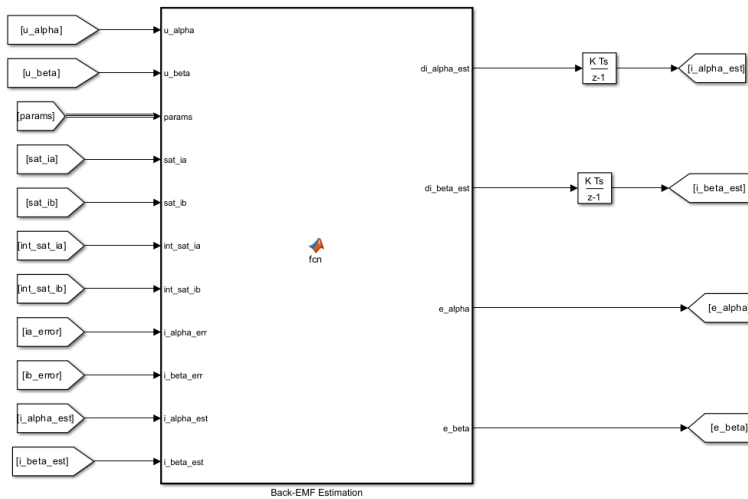 [u_alpha]
[u_beta]
[params]
[sat_ia]
[sat_ib]
[int_sat_ia]
[int_sat_ib]
[ia_error]
[ib_error]
[i_alpha_est]
[i_beta_est]
u_alpha
u_beta
params
sat_ia
sat_ib
int_sat_ia
int_sat_ib
i_alpha_err
i_beta_err
i_alpha_est
i_beta_est
fcn
di_alpha_est
di_beta_est
e_alpha
e_beta
K Ts
z-1
K Ts
z-1
[i_alpha_est]
[i_beta_est]
[e_alpha]
[e_beta]
Back-EMF Estimation